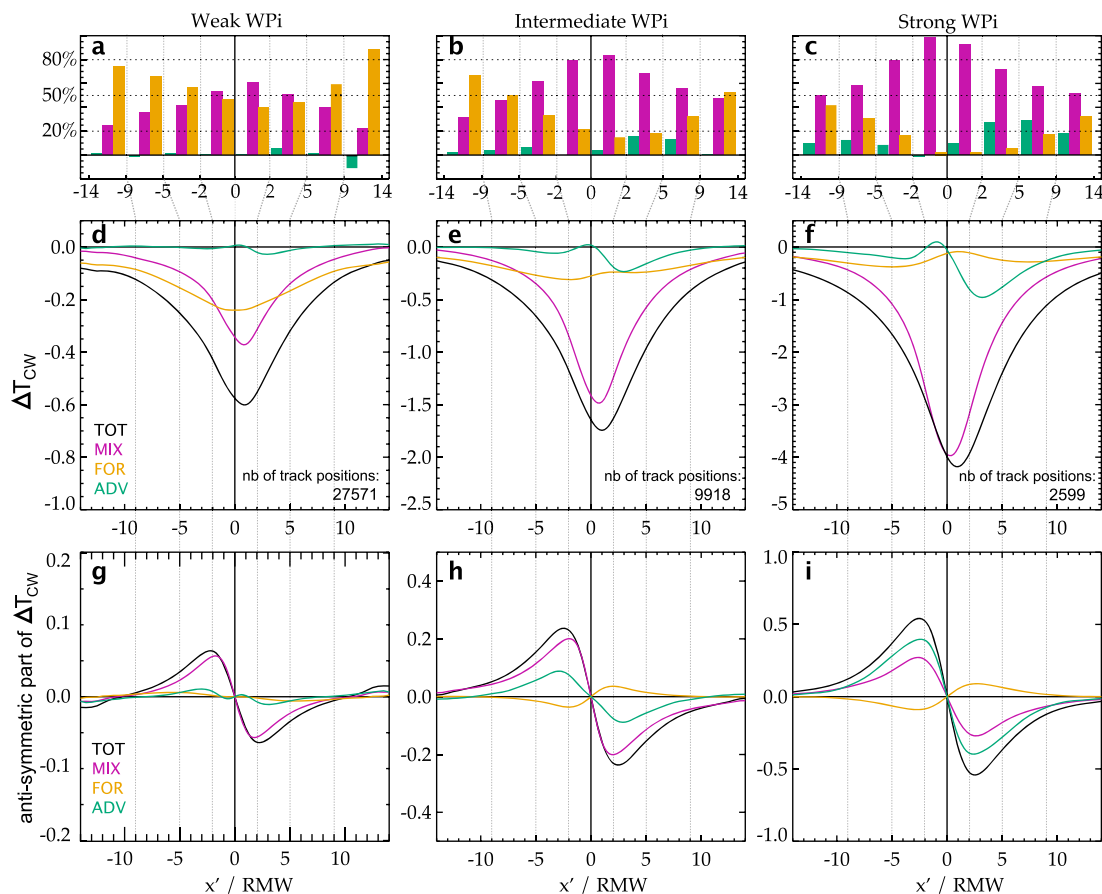 Weak WPi
Intermediate WPi
Strong WPi
a
b
c
80%
50%
20%
-14 -9 -5 -2 0 2 5 9 14
-14 -9 -5 -2 0 2 5 9 14
-14 -9 -5 -2 0 2 5 9 14
d
e
f
ΔT_CW
0.0
-0.2
-0.4
-0.6
-0.8
-1.0
TOT
MIX
FOR
ADV
nb of track positions:
27571
-10 -5 0 5 10
0.0
-0.5
-1.0
-1.5
-2.0
-2.5
nb of track positions:
9918
-10 -5 0 5 10
0
-1
-2
-3
-4
-5
nb of track positions:
2599
-10 -5 0 5 10
g
h
i
anti-symmetric part of ΔT_CW
0.2
0.1
0.0
-0.1
-0.2
TOT
MIX
FOR
ADV
-10 -5 0 5 10
x' / RMW
0.4
0.2
0.0
-0.2
-0.4
-10 -5 0 5 10
x' / RMW
1.0
0.5
0.0
-0.5
-1.0
-10 -5 0 5 10
x' / RMW